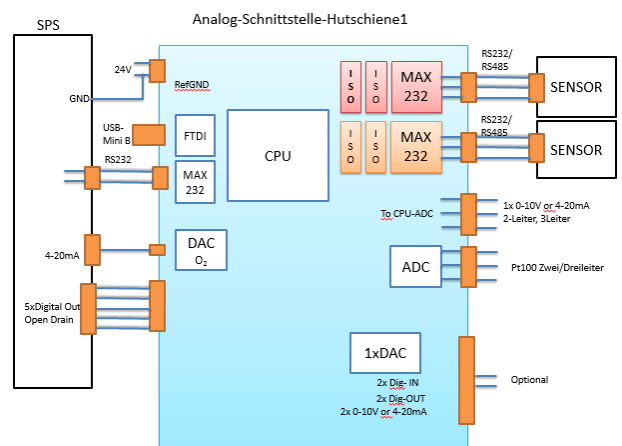 Analog-Schnittstelle-Hutschiene1
SPS
24V
GND
RefGND
USB-
Mini B
FTDI
RS232
MAX
232
CPU
I
S
O
I
S
O
MAX
232
RS232/
RS485
SENSOR
I
S
O
I
S
O
MAX
232
RS232/
RS485
SENSOR
To CPU-ADC
1x 0-10V or 4-20mA
2-Leiter, 3Leiter
4-20mA
DAC
O2
ADC
Pt100 Zwei/Dreileiter
5xDigital Out
Open Drain
1xDAC
2x Dig- IN
2x Dig-OUT
2x 0-10V or 4-20mA
Optional